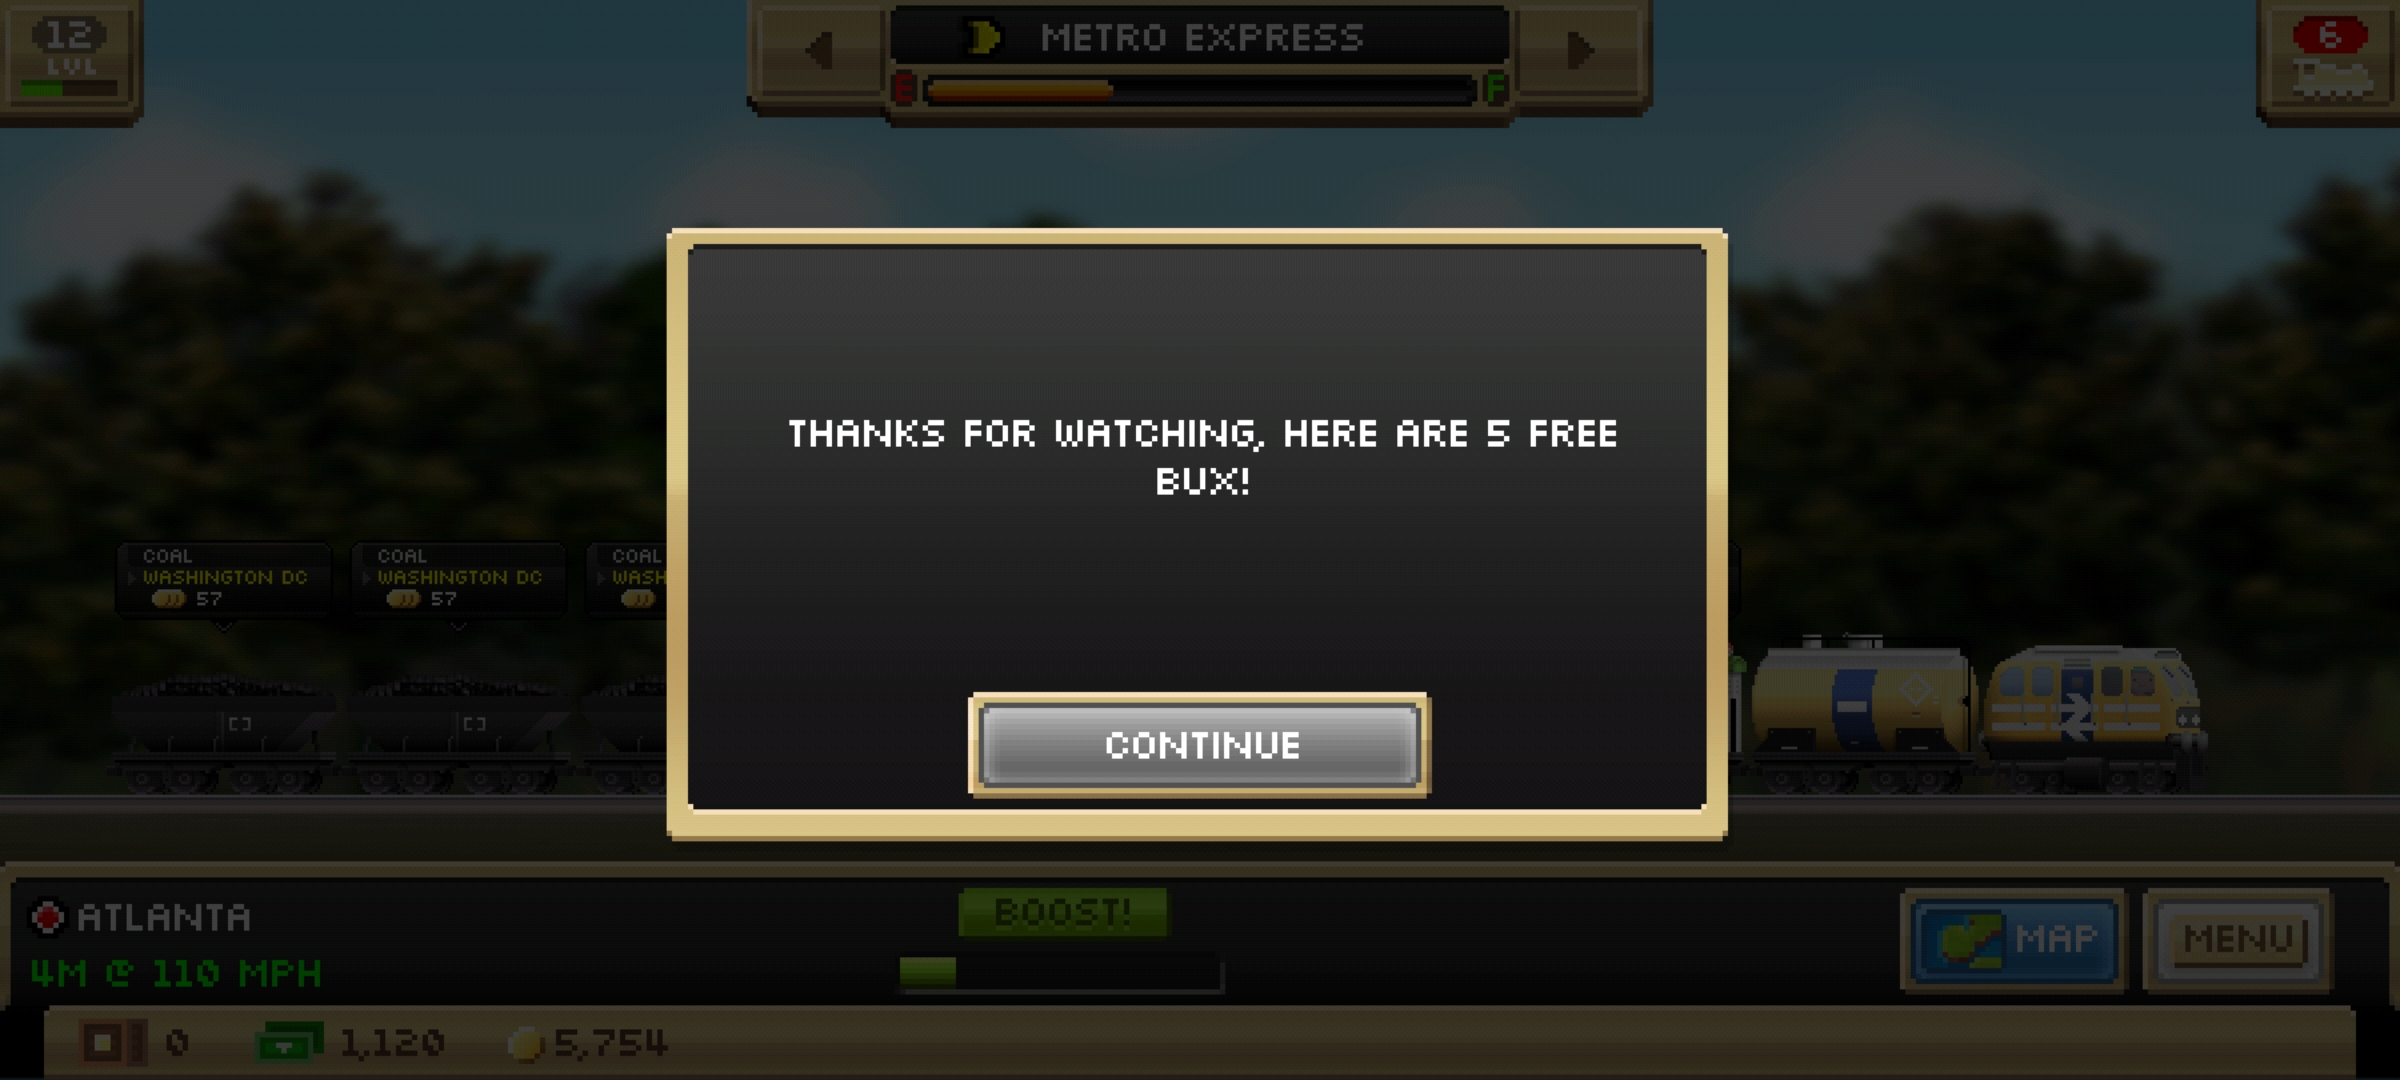 12
LVL
METRO EXPRESS
E
F
6
THANKS FOR WATCHING, HERE ARE 5 FREE
BUX!
COAL
WASHINGTON DC
57
COAL
WASHINGTON DC
57
COAL
CONTINUE
ATLANTA
4M @ 110 MPH
BOOST!
MAP
MENU
0
1,120
5,754